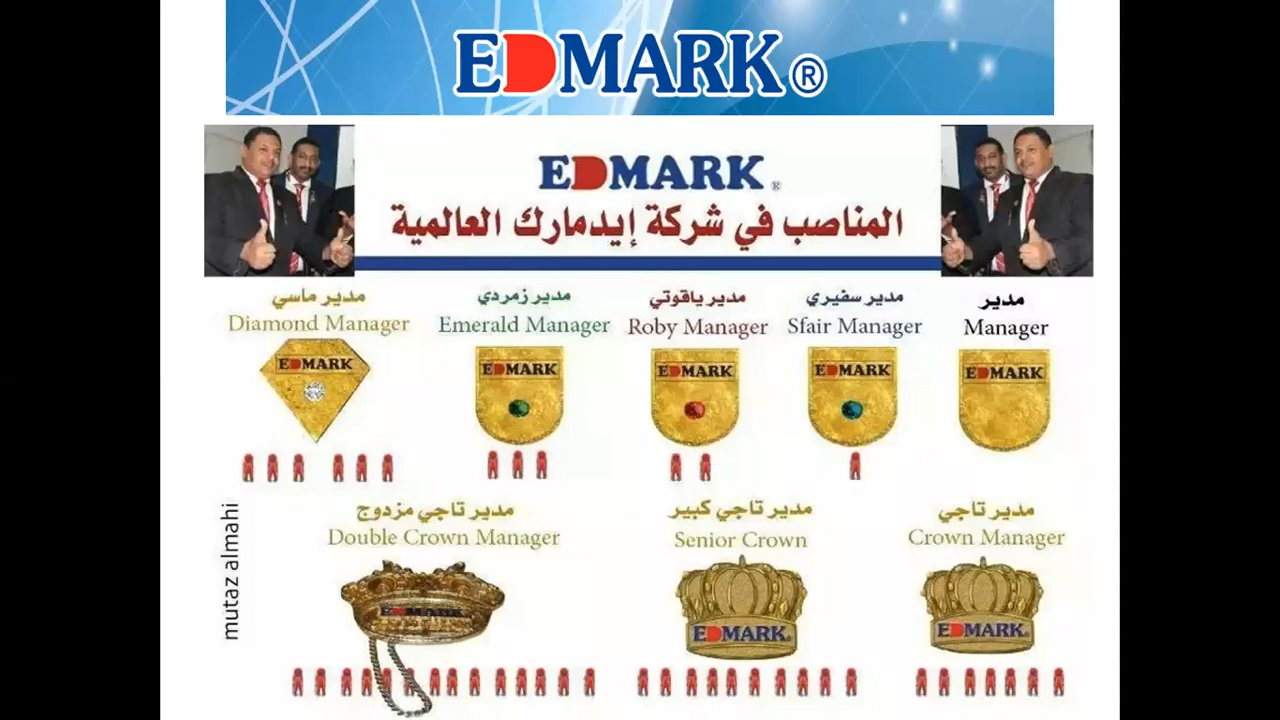 EDMARK®
EDMARK®
المناصب في شركة إيدمارك العالمية
مدير ماسي
Diamond Manager
EDMARK
مدير زمردي
Emerald Manager
EDMARK
مدير ياقوتي
Roby Manager
EDMARK
مدير سفيري
Sfair Manager
EDMARK
مدير
Manager
EDMARK
مدير تاجي مزدوج
Double Crown Manager
EDMARK
مدير تاجي كبير
Senior Crown
EDMARK
مدير تاجي
Crown Manager
EDMARK
mutaz almahi